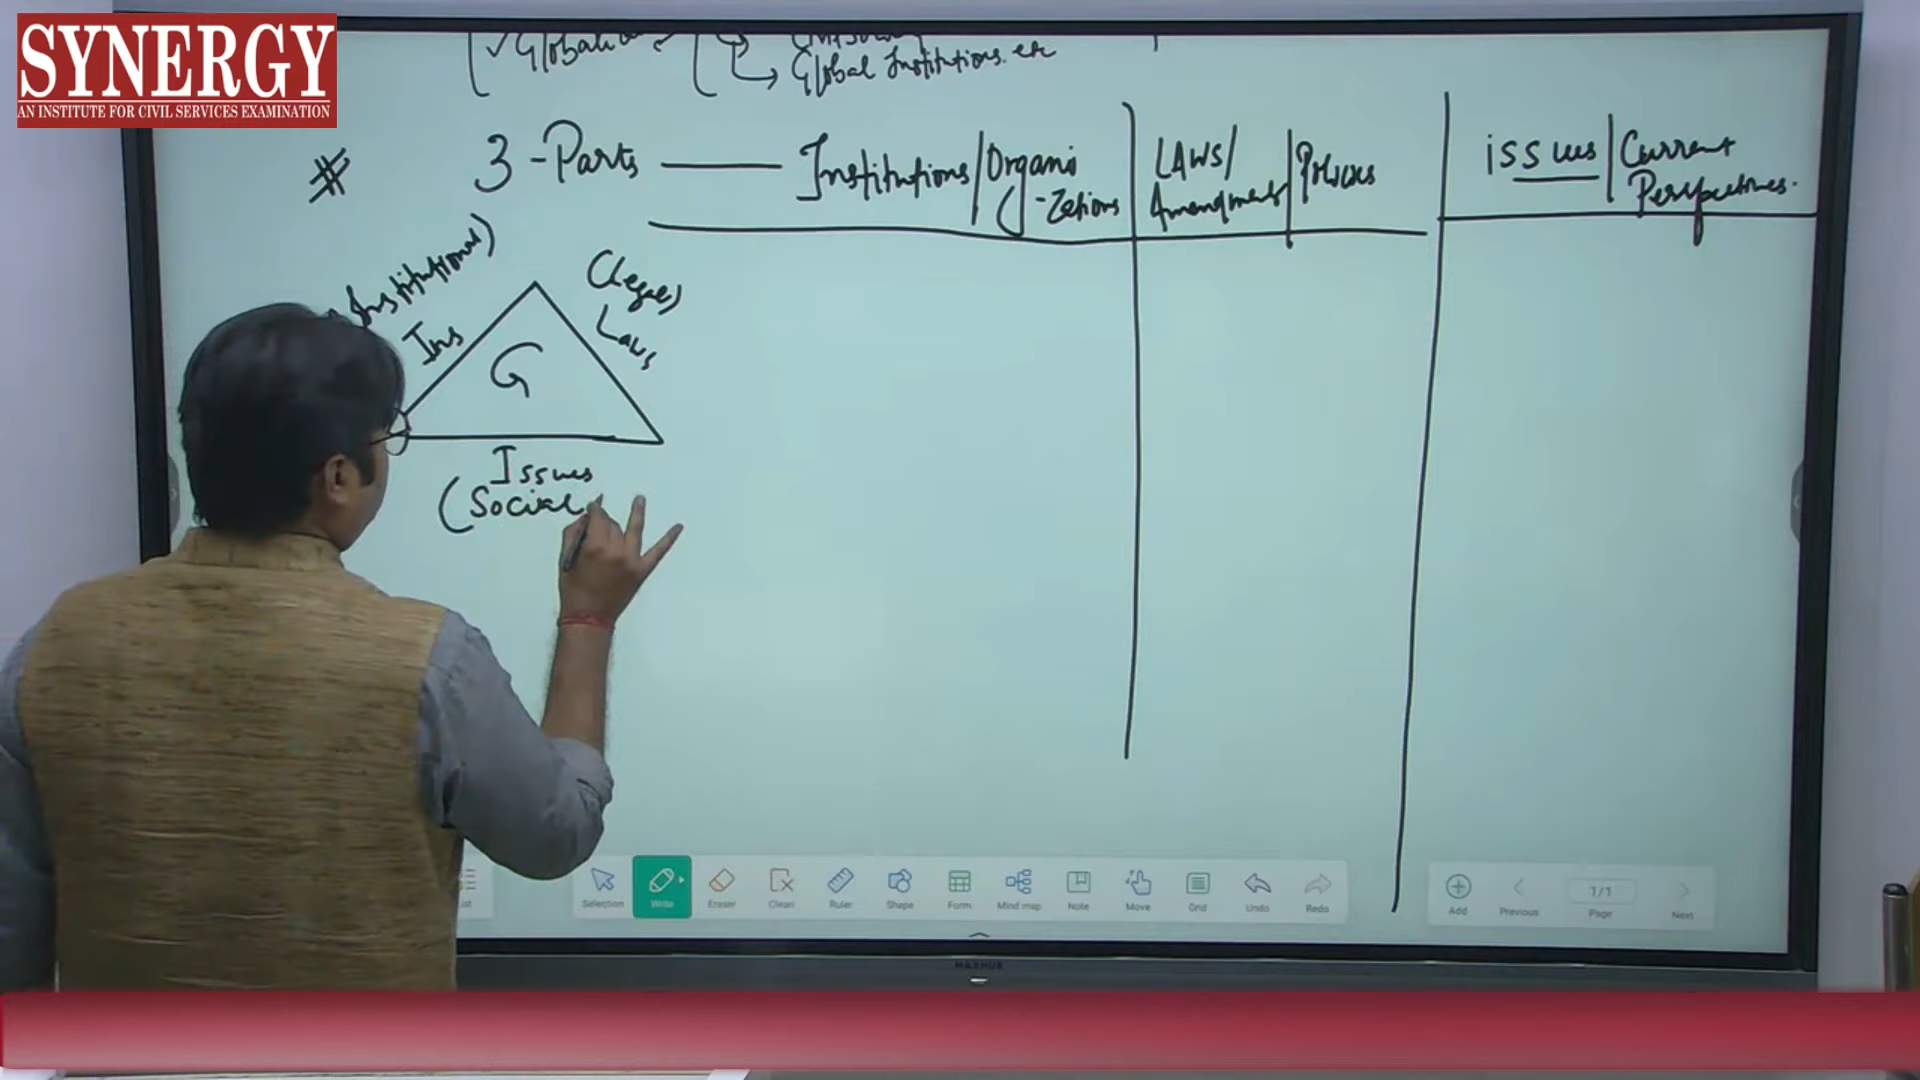 SYNERGY
AN INSTITUTE FOR CIVIL SERVICES EXAMINATION
Global Institutions. etc
# 3-Parts — Institutions/Organi
-zations
LAWS/
Amendments
Policies
issues
Current
Perspectives.
Institutional)
Ins
(Legal)
Laws
G
Issues
(Social
Selection
Write
Eraser
Clean
Ruler
Shape
Form
Mind map
Note
Move
Grid
Undo
Redo
Add
Previous
1/1
Page
Next
MAXHUB